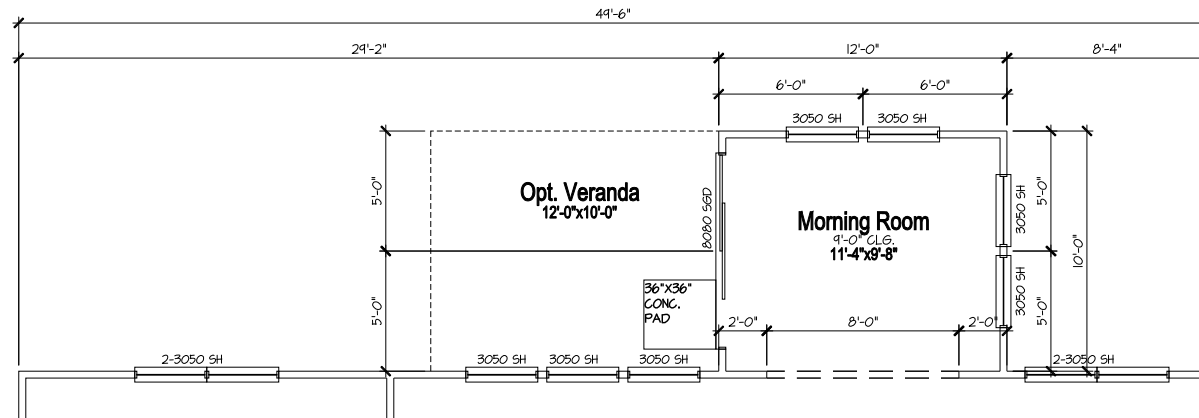 49'-6"
29'-2"
12'-0"
8'-4"
6'-0"
6'-0"
3050 SH
3050 SH
5'-0"
Opt. Veranda
12'-0"x10'-0"
8080 SGD
Morning Room
9'-0" CLG.
11'-4"x9'-8"
3050 SH
5'-0"
10'-0"
5'-0"
36"X36"
CONC.
PAD
3050 SH
5'-0"
2'-0"
8'-0"
2'-0"
2-3050 SH
3050 SH
3050 SH
3050 SH
2-3050 SH